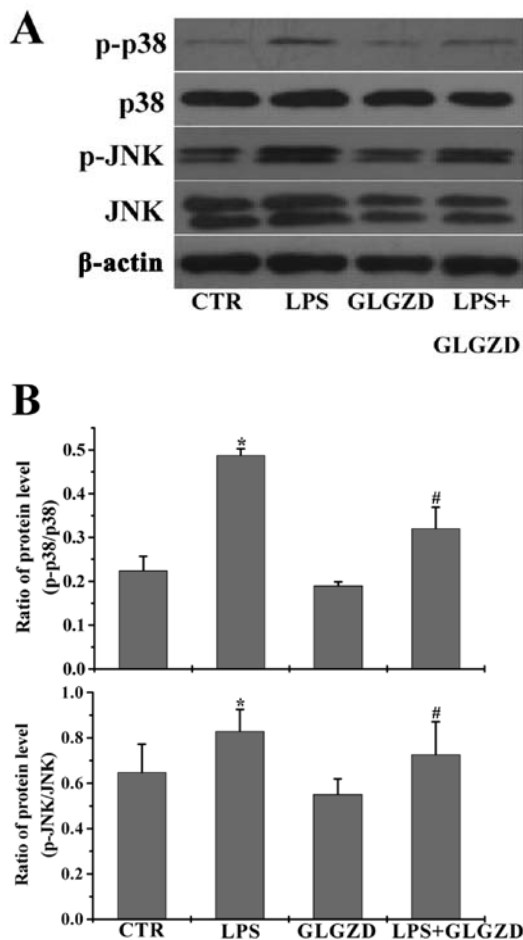 A
p-p38
p38
p-JNK
JNK
β-actin
CTR LPS GLGZD LPS+
GLGZD
B
Ratio of protein level
(p-p38/p38)
0.5
0.4
0.3
0.2
0.1
0.0
*
#
Ratio of protein level
(p-JNK/JNK)
1.0
0.8
0.6
0.4
0.2
0.0
*
#
CTR LPS GLGZD LPS+GLGZD